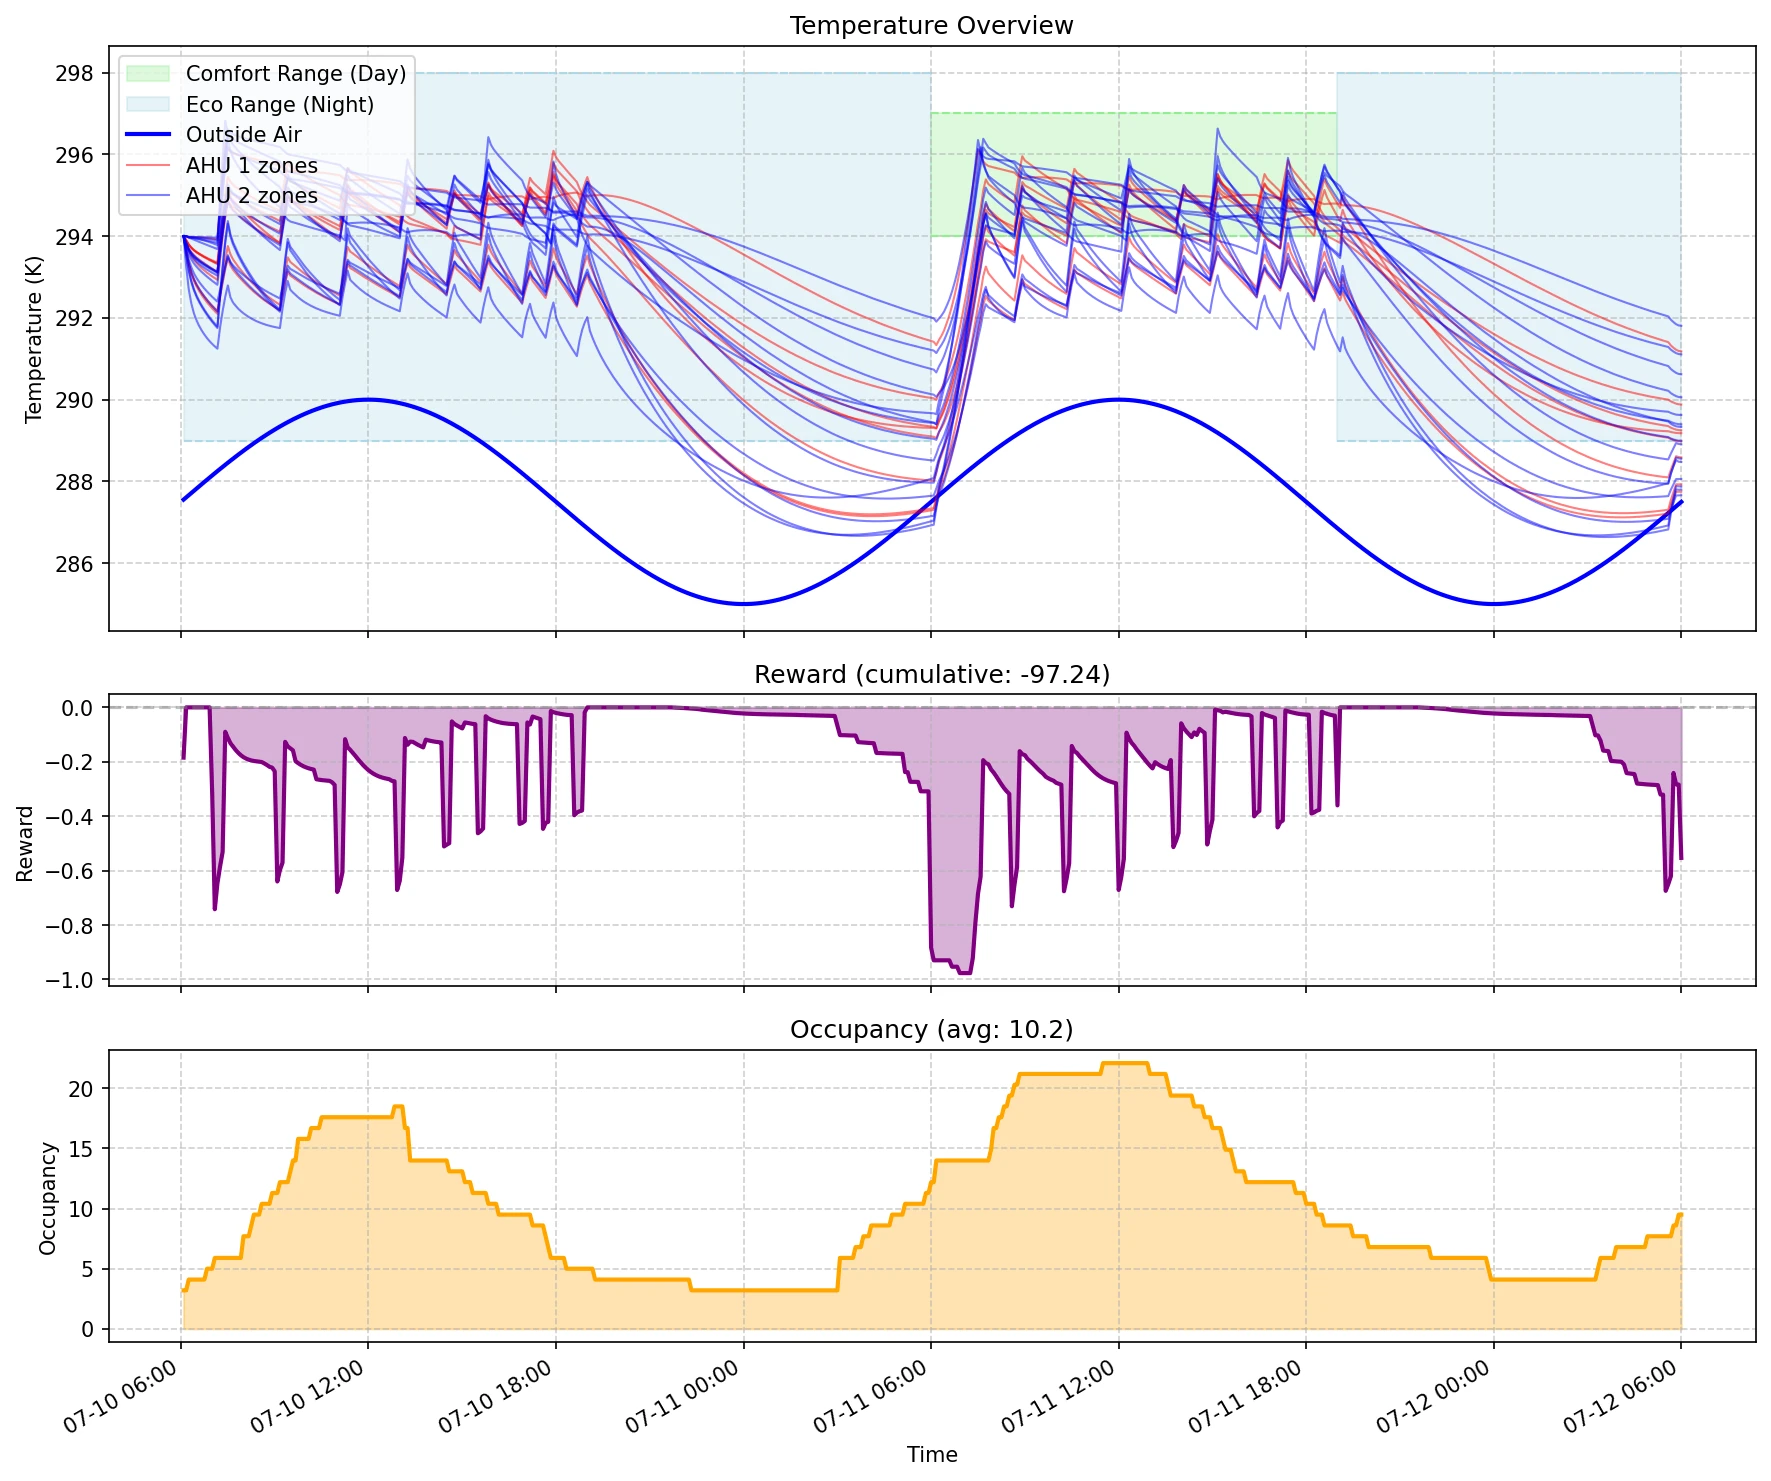 Temperature Overview
298
296
294
292
290
288
286
Temperature (K)
Comfort Range (Day)
Eco Range (Night)
Outside Air
AHU 1 zones
AHU 2 zones
Reward (cumulative: -97.24)
0.0
−0.2
−0.4
−0.6
−0.8
−1.0
Reward
Occupancy (avg: 10.2)
20
15
10
5
0
Occupancy
07-10 06:00
07-10 12:00
07-10 18:00
07-11 00:00
07-11 06:00
07-11 12:00
07-11 18:00
07-12 00:00
07-12 06:00
Time